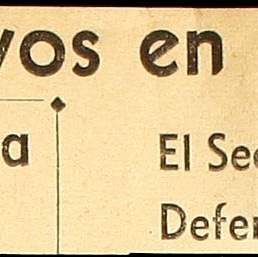 vos en
a
El Sec
Defen